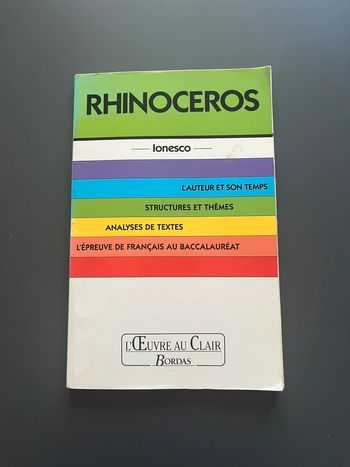 RHINOCEROS
Ionesco
L'AUTEUR ET SON TEMPS
STRUCTURES ET THÈMES
ANALYSES DE TEXTES
L'ÉPREUVE DE FRANÇAIS AU BACCALAURÉAT
L'ŒUVRE AU CLAIR
BORDAS